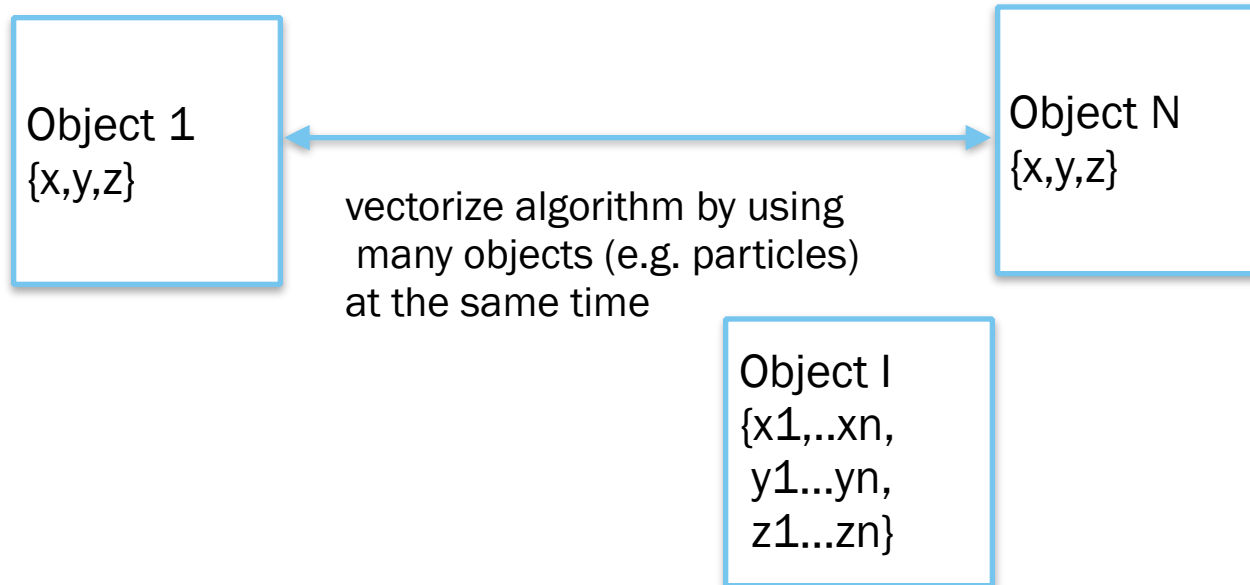 Object 1
{x,y,z}
Object N
{x,y,z}
vectorize algorithm by using
many objects (e.g. particles)
at the same time
Object I
{x1,..xn,
y1...yn,
z1...zn}